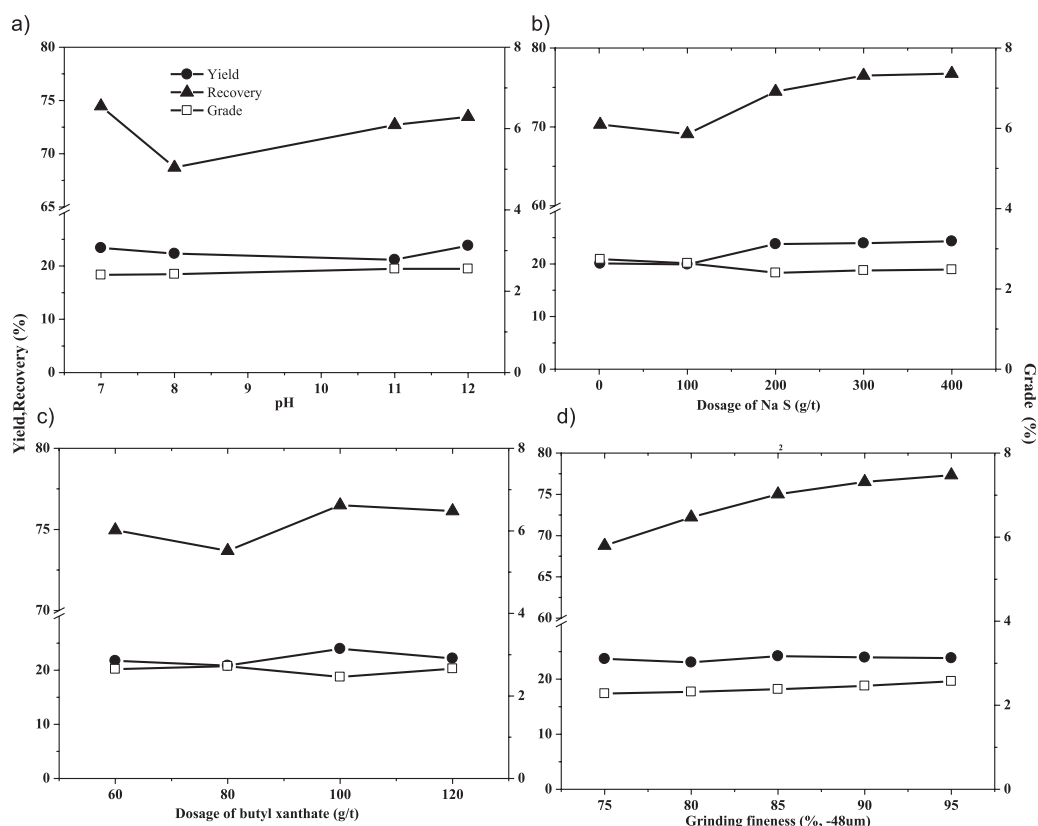 a)
80
75
70
65
20
10
0
8
6
4
2
0
Yield
Recovery
Grade
7 8 9 10 11 12
pH
b)
80
70
60
20
10
0
8
6
4
2
0
0 100 200 300 400
Dosage of Na S (g/t)
Yield,Recovery (%)
Grade (%)
c)
80
75
70
20
10
0
8
6
4
2
0
60 80 100 120
Dosage of butyl xanthate (g/t)
d)
2
80
75
70
65
60
20
10
0
8
6
4
2
0
75 80 85 90 95
Grinding fineness (%, -48um)